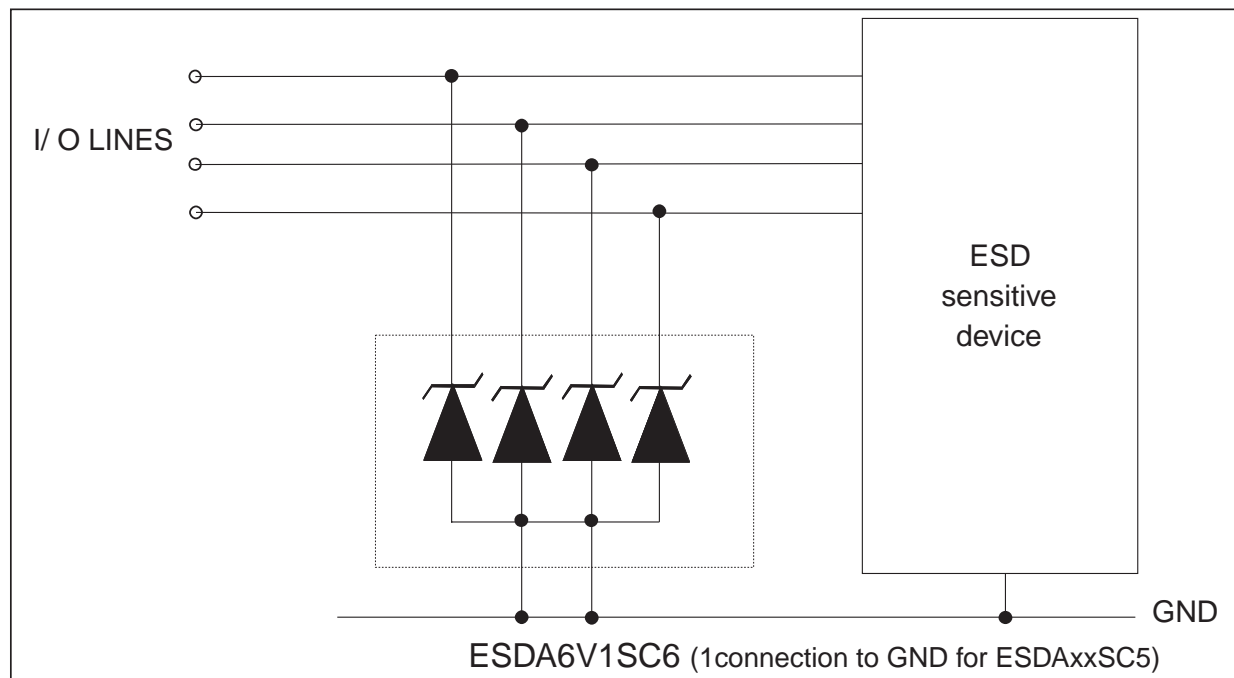 I/ O LINES
ESD
sensitive
device
GND
ESDA6V1SC6 (1connection to GND for ESDAxxSC5)